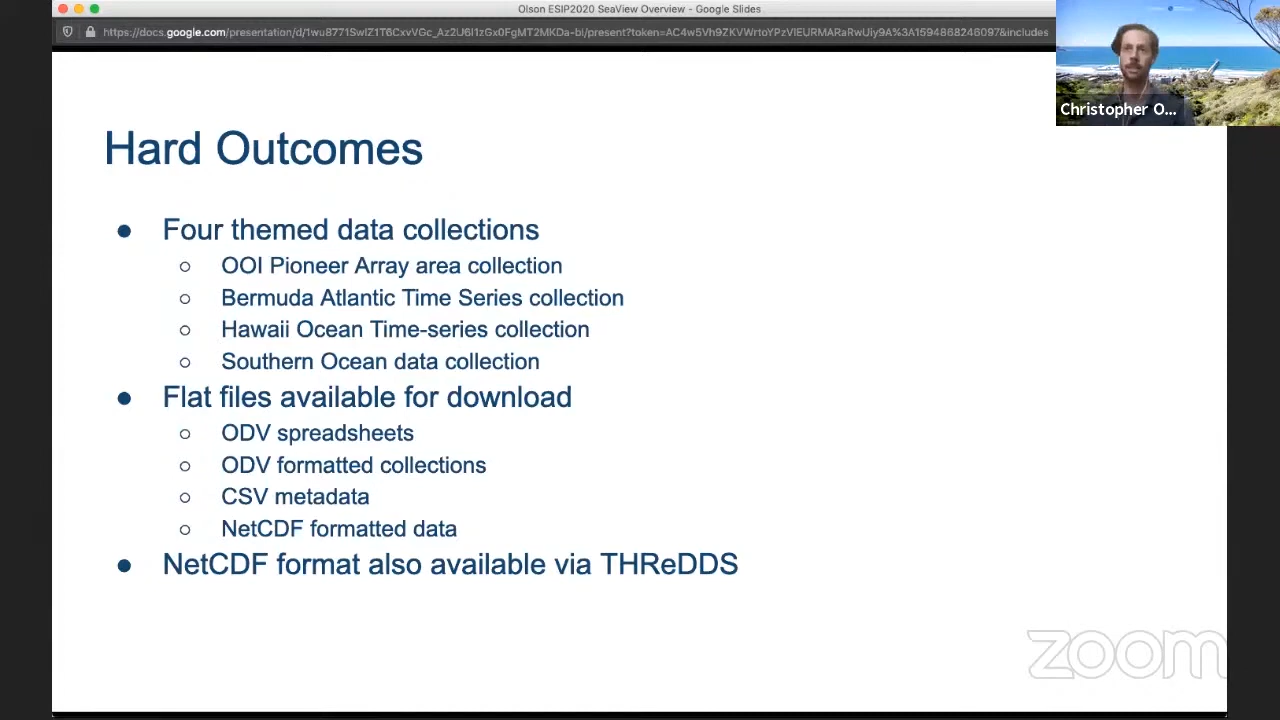 Olson ESIP2020 SeaView Overview - Google Slides
Christopher O...
Hard Outcomes
● Four themed data collections
○ OOI Pioneer Array area collection
○ Bermuda Atlantic Time Series collection
○ Hawaii Ocean Time-series collection
○ Southern Ocean data collection
● Flat files available for download
○ ODV spreadsheets
○ ODV formatted collections
○ CSV metadata
○ NetCDF formatted data
● NetCDF format also available via THReDDS
zoom